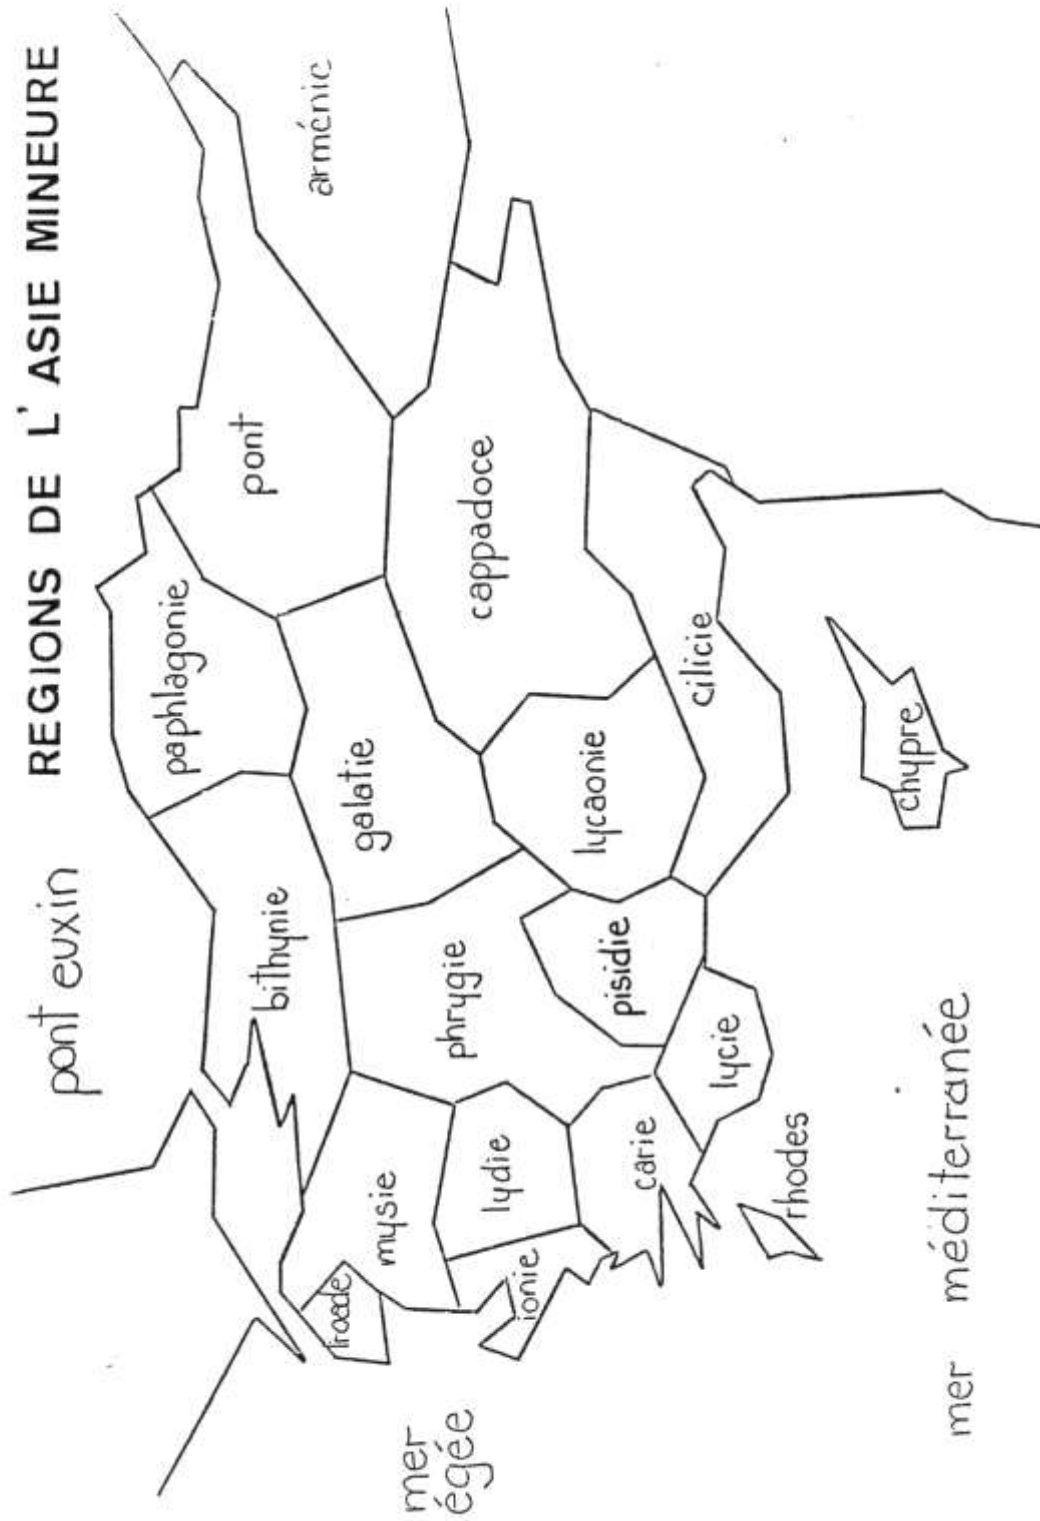 REGIONS DE L'ASIE MINEURE
pont euxin
arménie
pont
paphlagonie
bithynie
galatie
cappadoce
mysie
phrygie
lydie
ionie
lycaonie
pisidie
carie
cilicie
lycie
rhodes
chypre
mer
égée
mer méditerranée